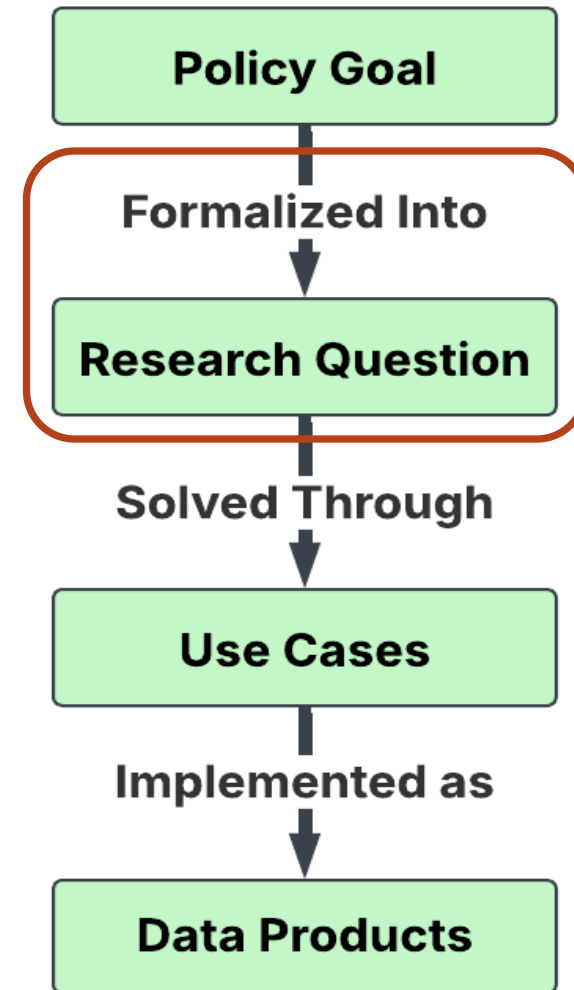 Policy Goal
Formalized Into
Research Question
Solved Through
Use Cases
Implemented as
Data Products